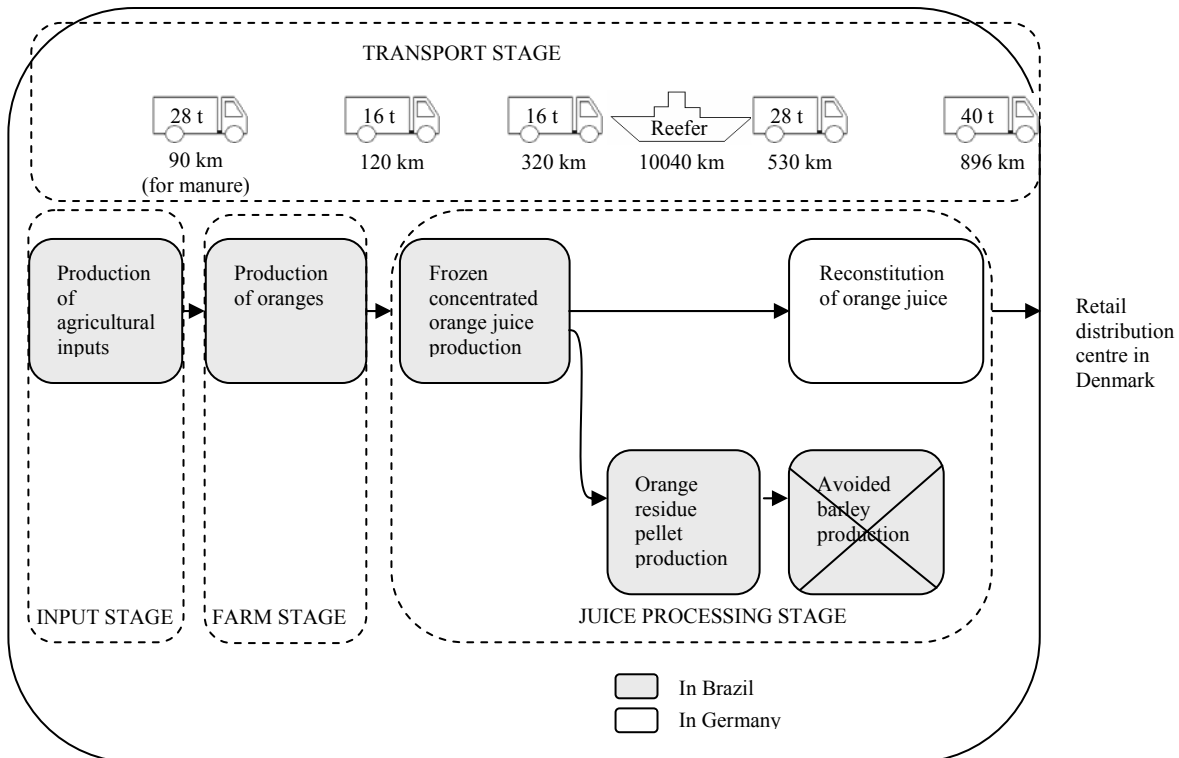 TRANSPORT STAGE
28 t
16 t
16 t
Reefer
28 t
40 t
90 km
(for manure)
120 km
320 km
10040 km
530 km
896 km
Production
of
agricultural
inputs
Production
of oranges
Frozen
concentrated
orange juice
production
Reconstitution
of orange juice
Retail
distribution
centre in
Denmark
Orange
residue
pellet
production
Avoided
barley
production
INPUT STAGE
FARM STAGE
JUICE PROCESSING STAGE
In Brazil
In Germany